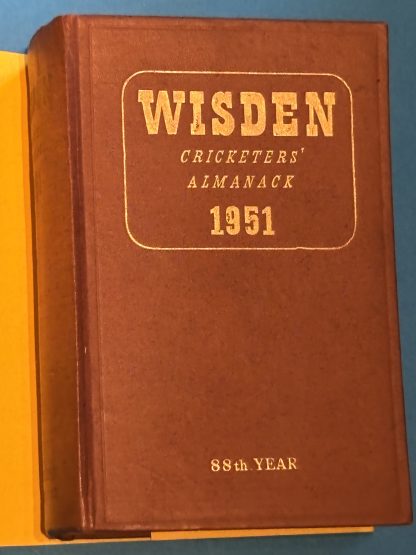 WISDEN
CRICKETERS'
ALMANACK
1951
88th YEAR